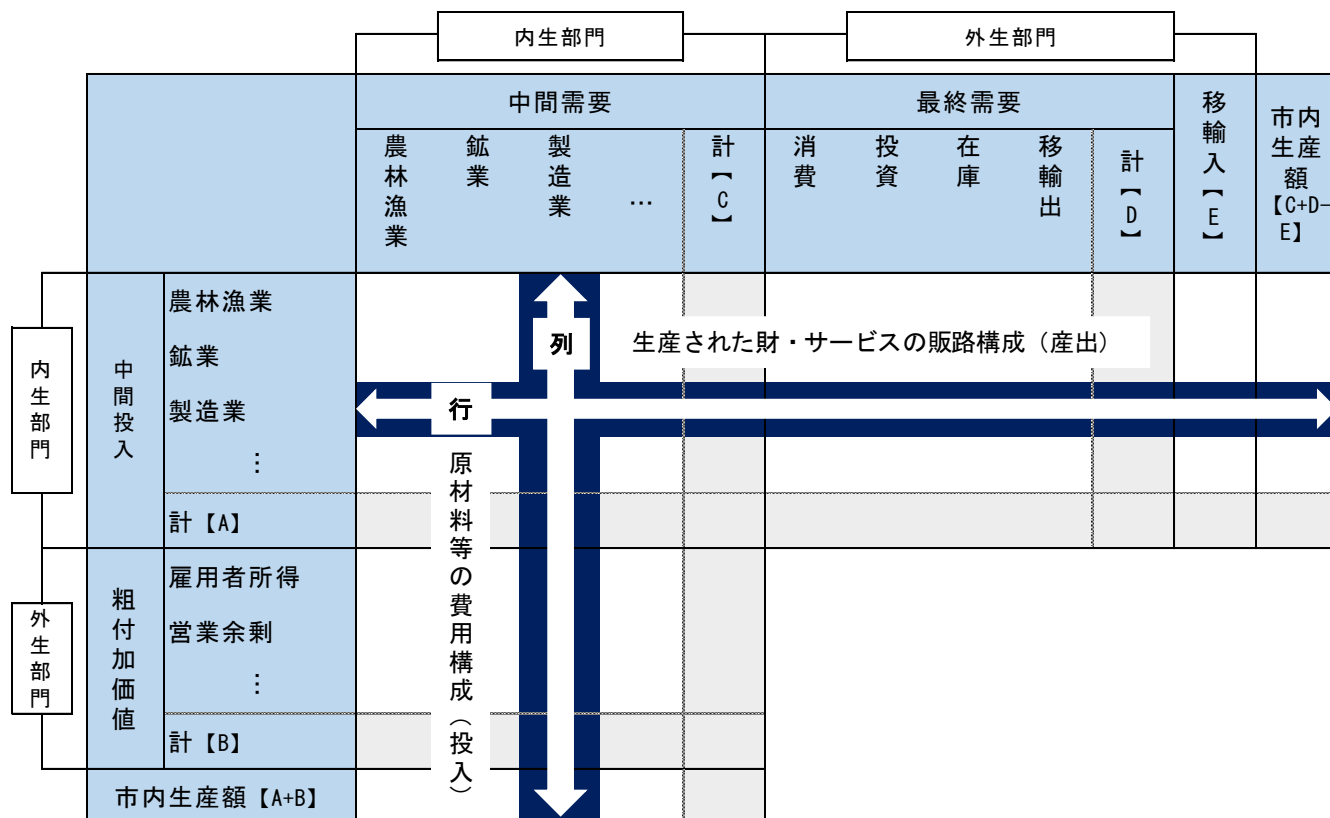 内生部門
外生部門
中間需要
最終需要
移輸入【E】
市内生産額【C+D-E】
農林漁業
鉱業
製造業
…
計【C】
消費
投資
在庫
移輸出
計【D】
内生部門
中間投入
農林漁業
鉱業
製造業
⋮
計【A】
列
生産された財・サービスの販路構成（産出）
行
原材料等の費用構成（投入）
外生部門
粗付加価値
雇用者所得
営業余剰
⋮
計【B】
市内生産額【A+B】